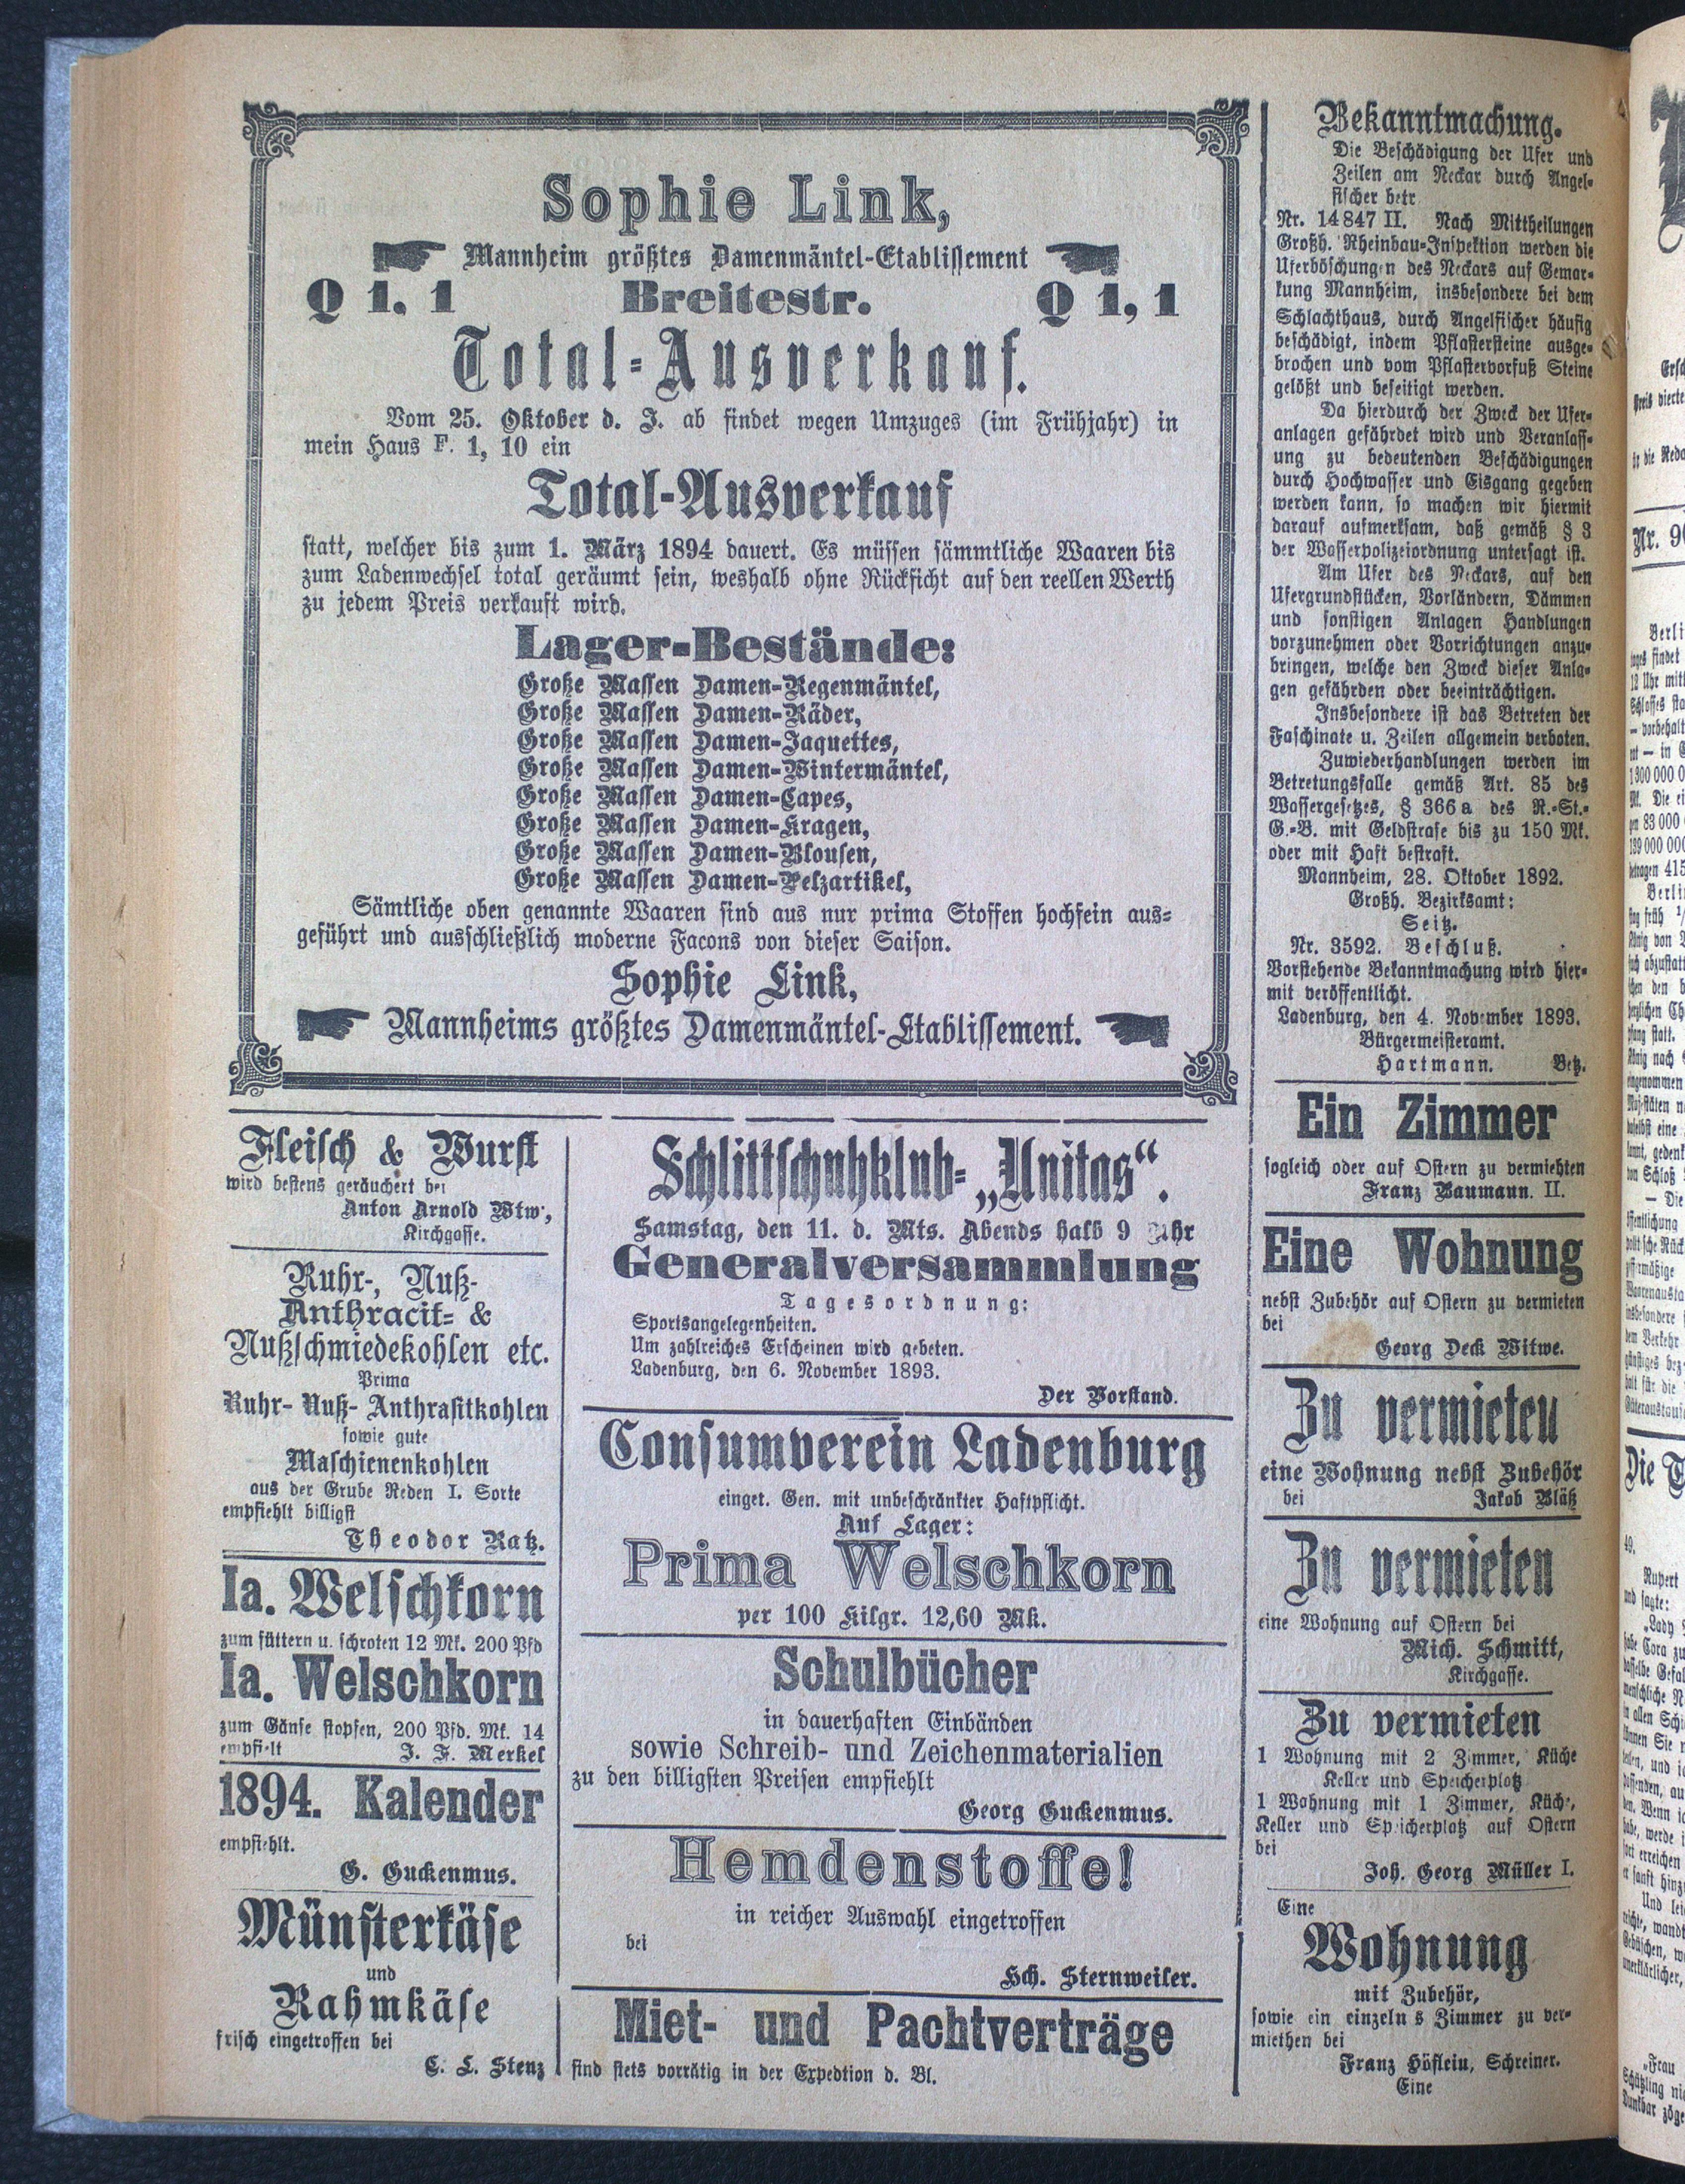 Sophie Link,
Mannheim größtes Damenmäntel-Etablissement
Q 1. 1 Breitestr. Q 1, 1
Total-Ausverkauf.
Vom 25. Oktober d. J. ab findet wegen Umzuges (im Frühjahr) in
mein Haus F. 1, 10 ein
Total-Ausverkauf
statt, welcher bis zum 1. März 1894 dauert. Es müssen sämmtliche Waaren bis
zum Ladenwechsel total geräumt sein, weshalb ohne Rücksicht auf den reellen Werth
zu jedem Preis verkauft wird.
Lager-Bestände:
Große Massen Damen-Regenmäntel,
Große Massen Damen-Räder,
Große Massen Damen-Jaquettes,
Große Massen Damen-Wintermäntel,
Große Massen Damen-Capes,
Große Massen Damen-Kragen,
Große Massen Damen-Blousen,
Große Massen Damen-Pelzartikel,
Sämtliche oben genannte Waaren sind aus nur prima Stoffen hochfein aus-
geführt und ausschließlich moderne Facons von dieser Saison.
Sophie Link,
Mannheims größtes Damenmäntel-Etablissement.
Fleisch & Wurst
wird bestens geräuchert bei
Anton Arnold Wtw.,
Kirchgasse.
Ruhr-, Nuß-
Anthracit- &
Nußschmiedekohlen etc.
Prima
Ruhr- Nuß- Anthrasitkohlen
sowie gute
Maschienenkohlen
aus der Grube Reden I. Sorte
empfiehlt billigst
Theodor Katz.
Ia. Welschkorn
zum füttern u. schroten 12 Mk. 200 Pfd
Ia. Welschkorn
zum Gänse stopfen, 200 Pfd. Mk. 14
empfielt J. F. Merkel
1894. Kalender
empfiehlt.
G. Guckenmus.
Münsterkäse
und
Rahmkäse
frisch eingetroffen bei
C. L. Stenz
Schlittschuhklub- „Unitas“.
Samstag, den 11. d. Mts. Abends halb 9 Uhr
Generalversammlung
Tagesordnung:
Sportsangelegenheiten.
Um zahlreiches Erscheinen wird gebeten.
Ladenburg, den 6. November 1893.
Der Vorstand.
Consumverein Ladenburg
einget. Gen. mit unbeschränkter Haftpflicht.
Auf Lager:
Prima Welschkorn
per 100 Kilgr. 12,60 Mk.
Schulbücher
in dauerhaften Einbänden
sowie Schreib- und Zeichenmaterialien
zu den billigsten Preisen empfiehlt
Georg Guckenmus.
Hemdenstoffe!
in reicher Auswahl eingetroffen
bei
Hch. Sternweiler.
Miet- und Pachtverträge
sind stets vorrätig in der Expedtion d. Bl.
Bekanntmachung.
Die Beschädigung der Ufer und
Zeilen am Neckar durch Angel-
fischer betr
Nr. 14847 II. Nach Mittheilungen
Großh. Rheinbau-Inspektion werden die
Uferböschungen des Neckars auf Gemar-
kung Mannheim, insbesondere bei dem
Schlachthaus, durch Angelfischer häufig
beschädigt, indem Pflastersteine ausge-
brochen und vom Pflastervorfuß Steine
gelößt und beseitigt werden.
Da hierdurch der Zweck der Ufer-
anlagen gefährdet wird und Veranlass-
ung zu bedeutenden Beschädigungen
durch Hochwasser und Eisgang gegeben
werden kann, so machen wir hiermit
darauf aufmerksam, daß gemäß § 3
der Wasserpolizeiordnung untersagt ist.
Am Ufer des Neckars, auf den
Ufergrundstücken, Vorländern, Dämmen
und sonstigen Anlagen Handlungen
vorzunehmen oder Vorrichtungen anzu-
bringen, welche den Zweck dieser Anla-
gen gefährden oder beeinträchtigen.
Insbesondere ist das Betreten der
Faschinate u. Zeilen allgemein verboten.
Zuwiederhandlungen werden im
Betretungsfalle gemäß Art. 85 des
Wassergesetzes, § 366a des R.-St.-
G.-B. mit Geldstrafe bis zu 150 Mk.
oder mit Haft bestraft.
Mannheim, 28. Oktober 1892.
Großh. Bezirksamt:
Seitz.
Nr. 3592. Beschluß.
Vorstehende Bekanntmachung wird hier-
mit veröffentlicht.
Ladenburg, den 4. November 1893.
Bürgermeisteramt.
Hartmann. Betz.
Ein Zimmer
sogleich oder auf Ostern zu vermiehten
Franz Baumann. II.
Eine Wohnung
nebst Zubehör auf Ostern zu vermieten
bei
Georg Deck Witwe.
Zu vermieten
eine Wohnung nebst Zubehör
bei Jakob Bläß
Zu vermieten
eine Wohnung auf Ostern bei
Mich. Schmitt,
Kirchgasse.
Zu vermieten
1 Wohnung mit 2 Zimmer, Küche
Keller und Speicherplatz
1 Wohnung mit 1 Zimmer, Küche,
Keller und Speicherplatz auf Ostern
bei
Joh. Georg Müller I.
Eine
Wohnung
mit Zubehör,
sowie ein einzelnes Zimmer zu ver-
miethen bei
Franz Höflein, Schreiner.
Eine